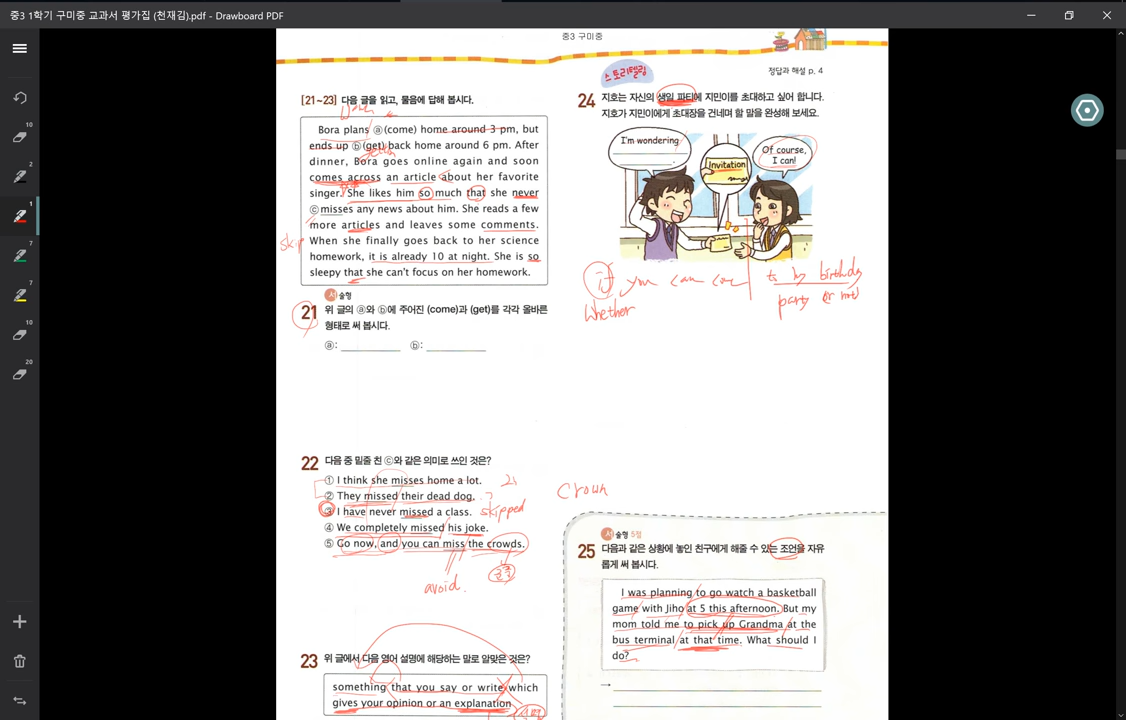 중3 1학기 구미중 교과서 평가집 (천재김).pdf - Drawboard PDF
10
2
1
7
7
10
20
중3 구미중
[21~23] 다음 글을 읽고, 물음에 답해 봅시다.
Bora plans ⓐ(come) home around 3 pm, but
ends up ⓑ(get) back home around 6 pm. After
dinner, Bora goes online again and soon
comes across an article about her favorite
singer. She likes him so much that she never
ⓒ misses any news about him. She reads a few
more articles and leaves some comments.
skip
When she finally goes back to her science
homework, it is already 10 at night. She is so
sleepy that she can't focus on her homework.
서술형
21 위 글의 ⓐ와 ⓑ에 주어진 (come)과 (get)를 각각 올바른
형태로 써 봅시다.
ⓐ: ⓑ:
22 다음 중 밑줄 친 ⓒ와 같은 의미로 쓰인 것은?
① I think she misses home a lot.
② They missed their dead dog.
③ I have never missed a class. skipped
④ We completely missed his joke.
⑤ Go now, and you can miss the crowds.
avoid.
23 위 글에서 다음 영어 설명에 해당하는 말로 알맞은 것은?
something that you say or write which
gives your opinion or an explanation
스토리텔링
정답과 해설 p. 4
24 지호는 자신의 생일 파티에 지민이를 초대하고 싶어 합니다.
지호가 지민이에게 초대장을 건네며 할 말을 완성해 보세요.
I'm wondering
Invitation
Of course,
I can!
if you can come to my birthday
whether party or not
crown
서술형 5점
25 다음과 같은 상황에 놓인 친구에게 해줄 수 있는 조언을 자유
롭게 써 봅시다.
I was planning to go watch a basketball
game with Jiho at 5 this afternoon. But my
mom told me to pick up Grandma at the
bus terminal at that time. What should I
do?
→